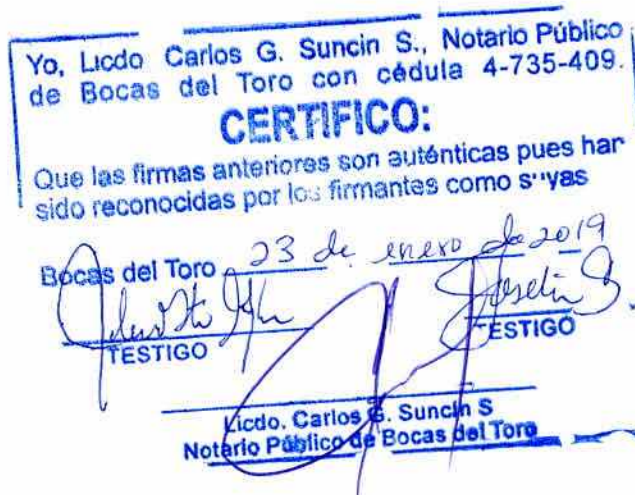 Yo, Licdo Carlos G. Suncin S., Notario Público
de Bocas del Toro con cédula 4-735-409.
CERTIFICO:
Que las firmas anteriores son auténticas pues han
sido reconocidas por los firmantes como suyas
Bocas del Toro 23 de enero de 2019
TESTIGO TESTIGO
Licdo. Carlos G. Suncin S
Notario Público de Bocas del Toro